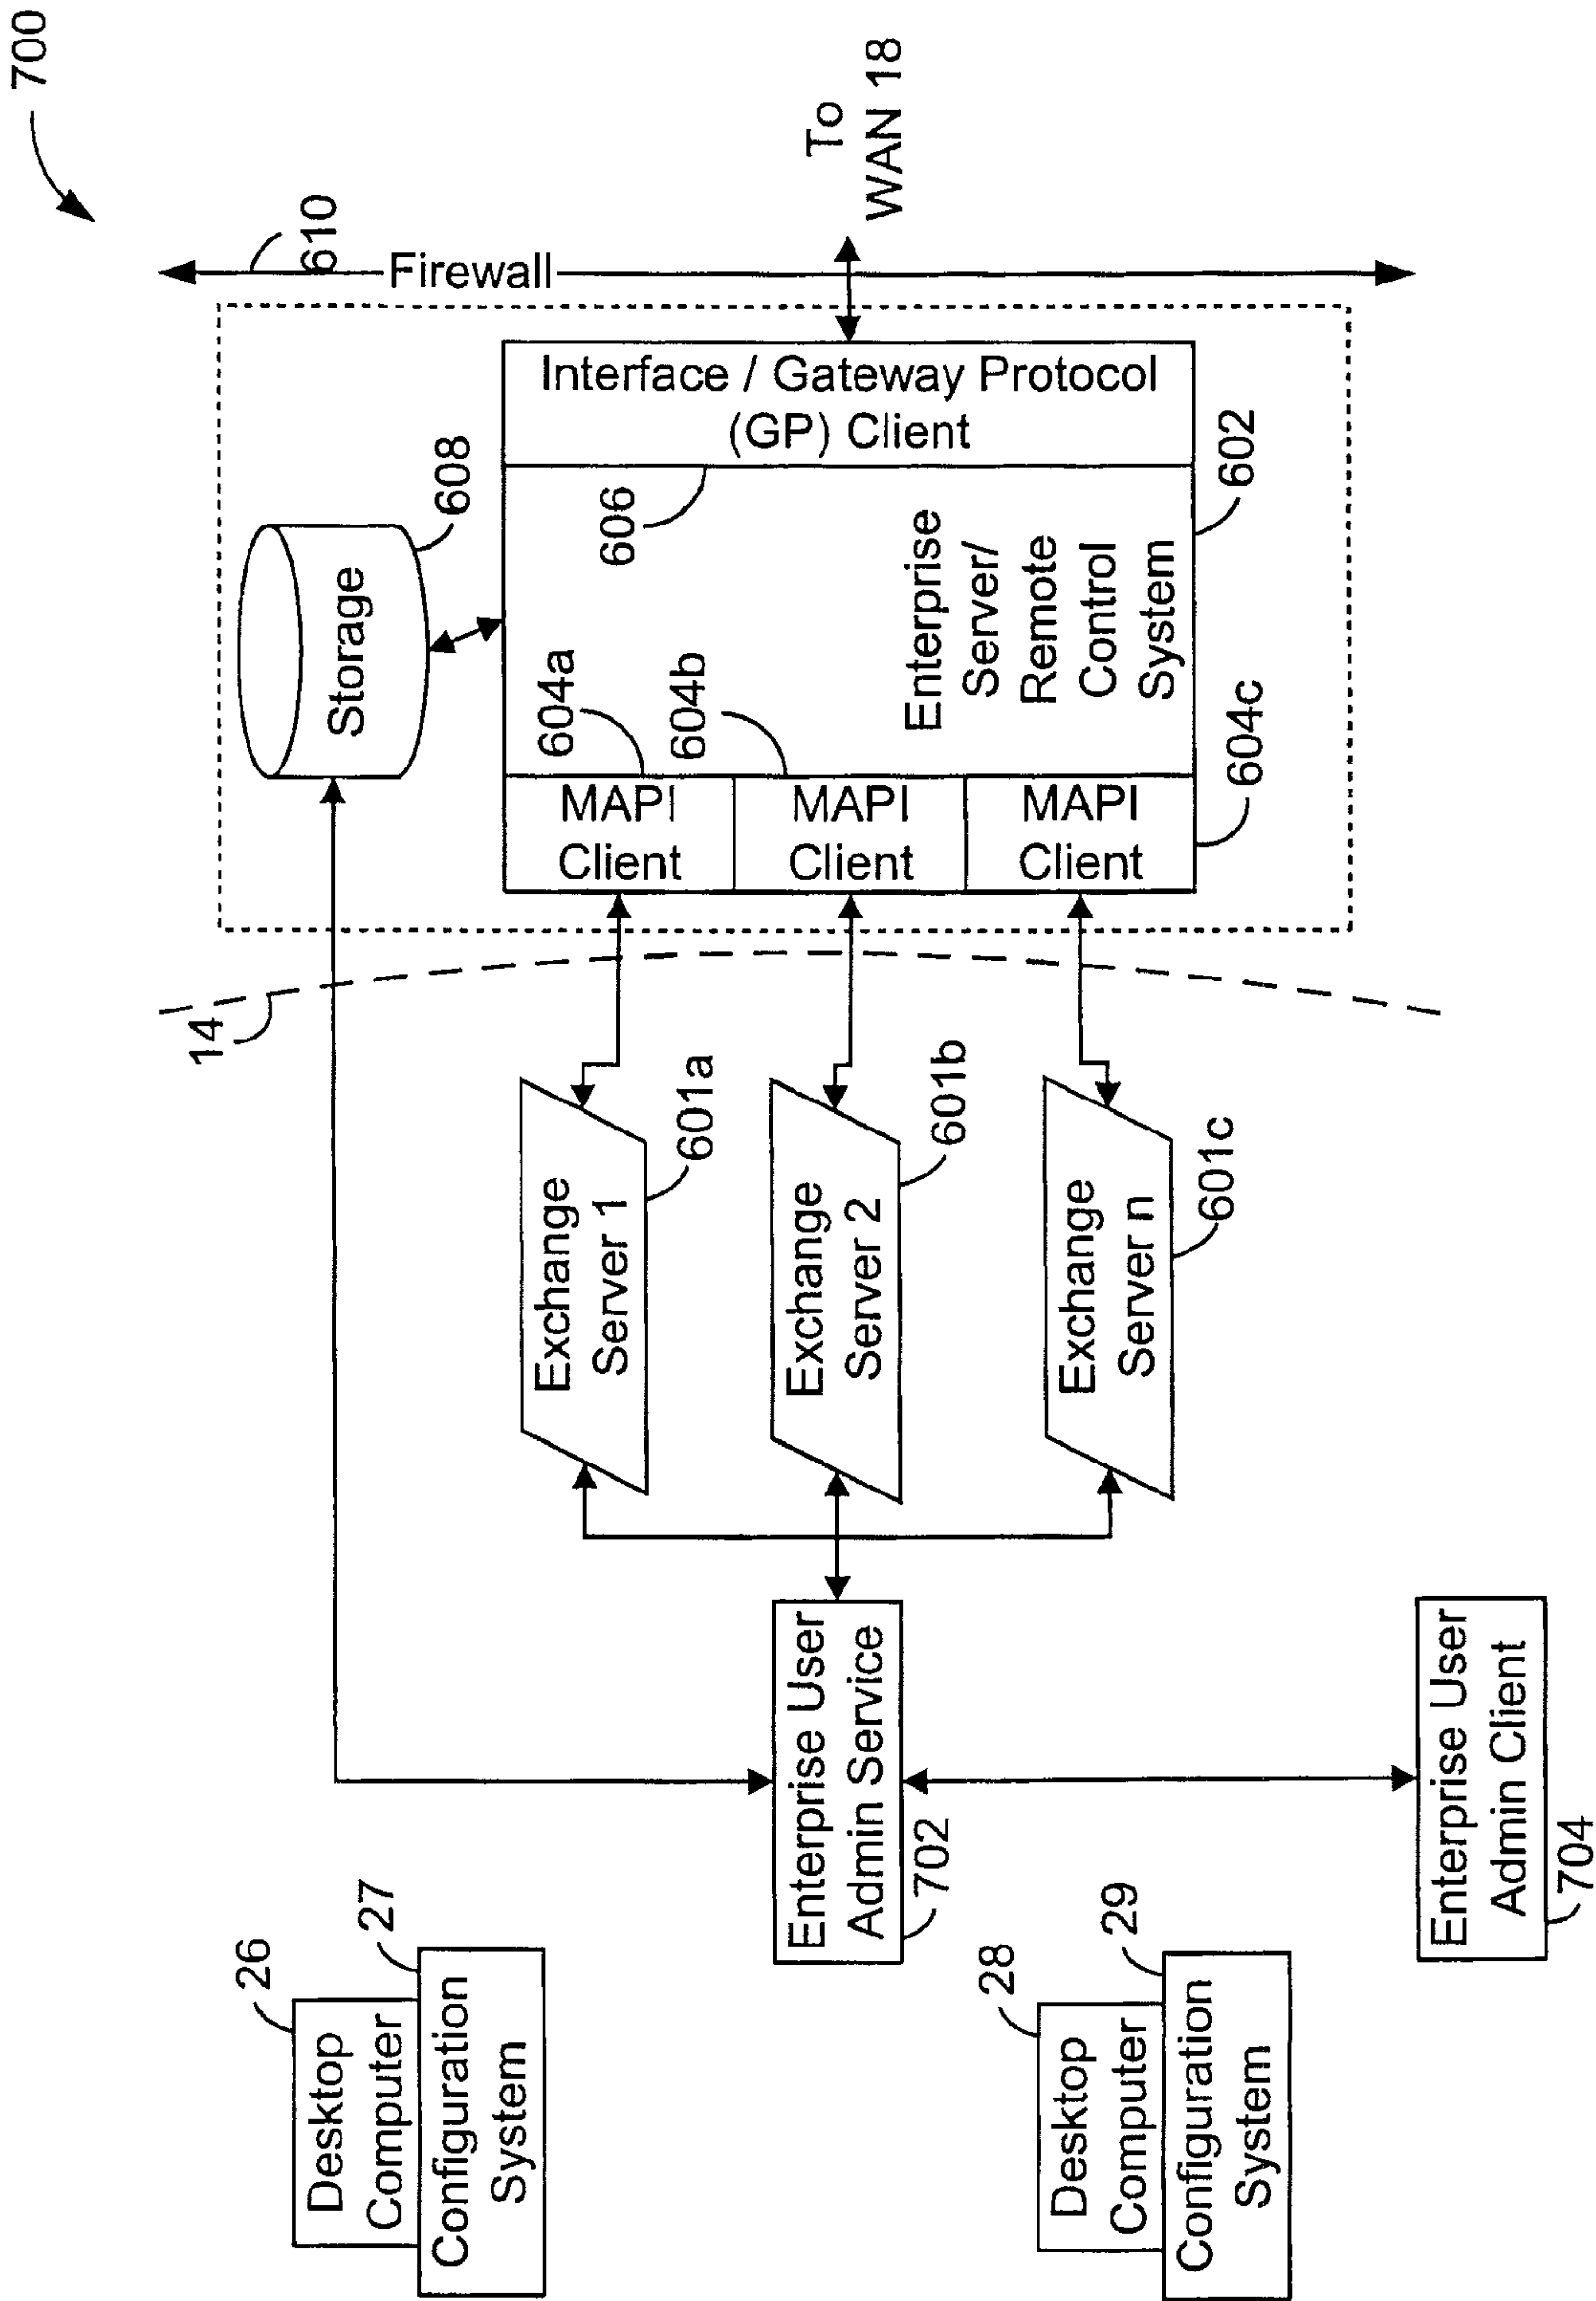 700
610
Firewall
To
WAN 18
Interface / Gateway Protocol
(GP) Client
606
602
Enterprise
Server/
Remote
Control
System
608
Storage
604a
604b
604c
MAPI
Client
MAPI
Client
MAPI
Client
14
Exchange
Server 1
601a
Exchange
Server 2
601b
Exchange
Server n
601c
Enterprise User
Admin Service
702
Enterprise User
Admin Client
704
26
Desktop
Computer
27
Configuration
System
28
Desktop
Computer
29
Configuration
System